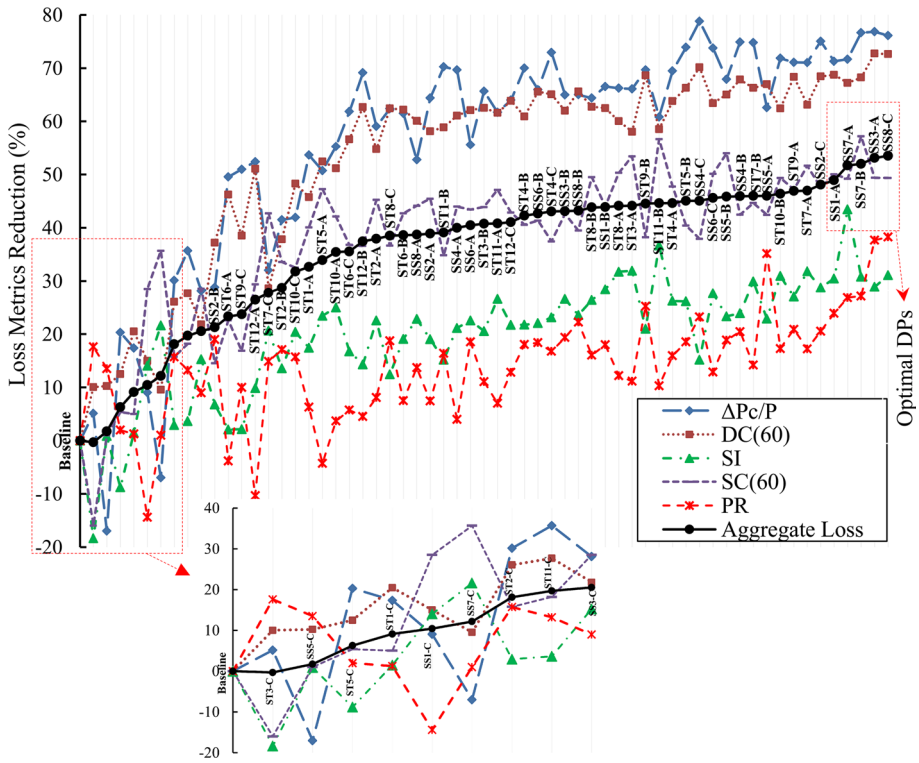 80
70
60
50
40
30
20
10
0
-10
-20
Loss Metrics Reduction (%)
Baseline
SS2-B
ST6-A
ST9-C
ST12-A
ST7-C
ST2-B
ST10-C
ST1-A
ST5-A
ST10-A
ST6-C
ST12-B
ST2-A
ST8-C
ST6-B
SS8-A
SS2-A
ST1-B
SS4-A
SS6-A
ST3-B
ST11-A
ST12-C
ST4-B
SS6-B
ST4-C
SS3-B
SS8-B
ST8-B
SS1-B
ST8-A
ST3-A
ST9-B
ST11-B
ST4-A
ST5-B
SS4-C
SS6-C
SS5-B
SS4-B
ST7-B
SS5-A
ST10-B
ST9-A
ST7-A
SS2-C
SS1-A
SS7-A
SS7-B
SS3-A
SS8-C
Optimal DPs
ΔPc/P
DC(60)
SI
SC(60)
PR
Aggregate Loss
40
30
20
10
0
-10
-20
Baseline
ST3-C
SS5-C
ST5-C
ST1-C
SS1-C
SS7-C
ST2-C
ST11-C
SS3-C